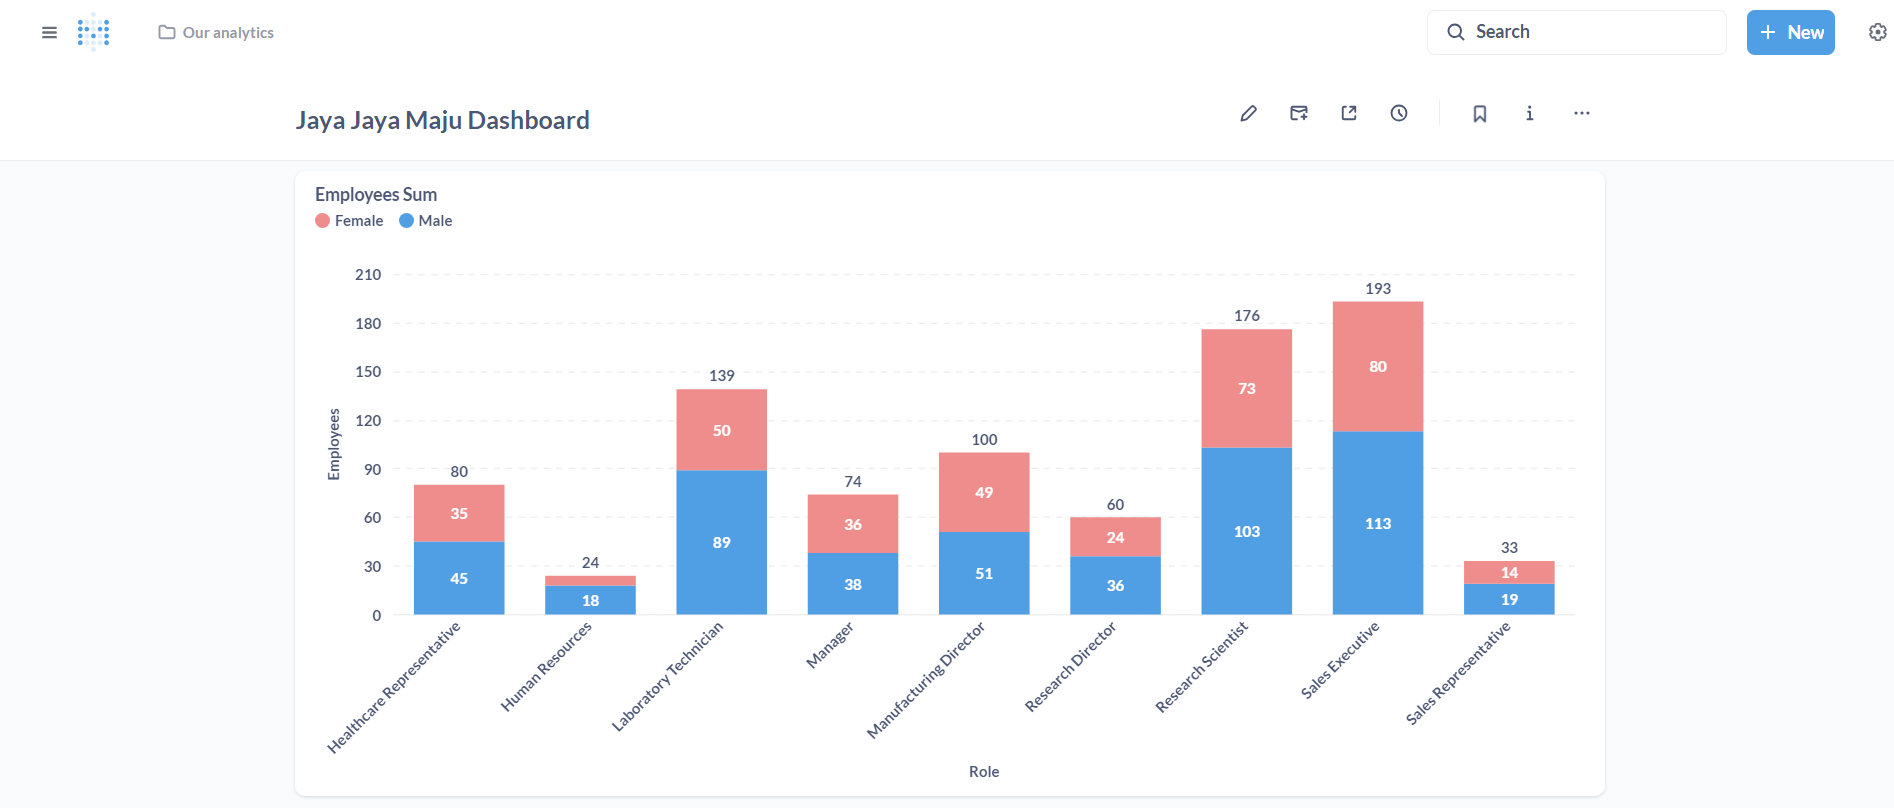 Our analytics
Search
New
Jaya Jaya Maju Dashboard
Employees Sum
Female Male
210
180
150
120
90
60
30
0
Employees
80
35
45
24
18
139
50
89
74
36
38
100
49
51
60
24
36
176
73
103
193
80
113
33
14
19
Healthcare Representative
Human Resources
Laboratory Technician
Manager
Manufacturing Director
Research Director
Research Scientist
Sales Executive
Sales Representative
Role